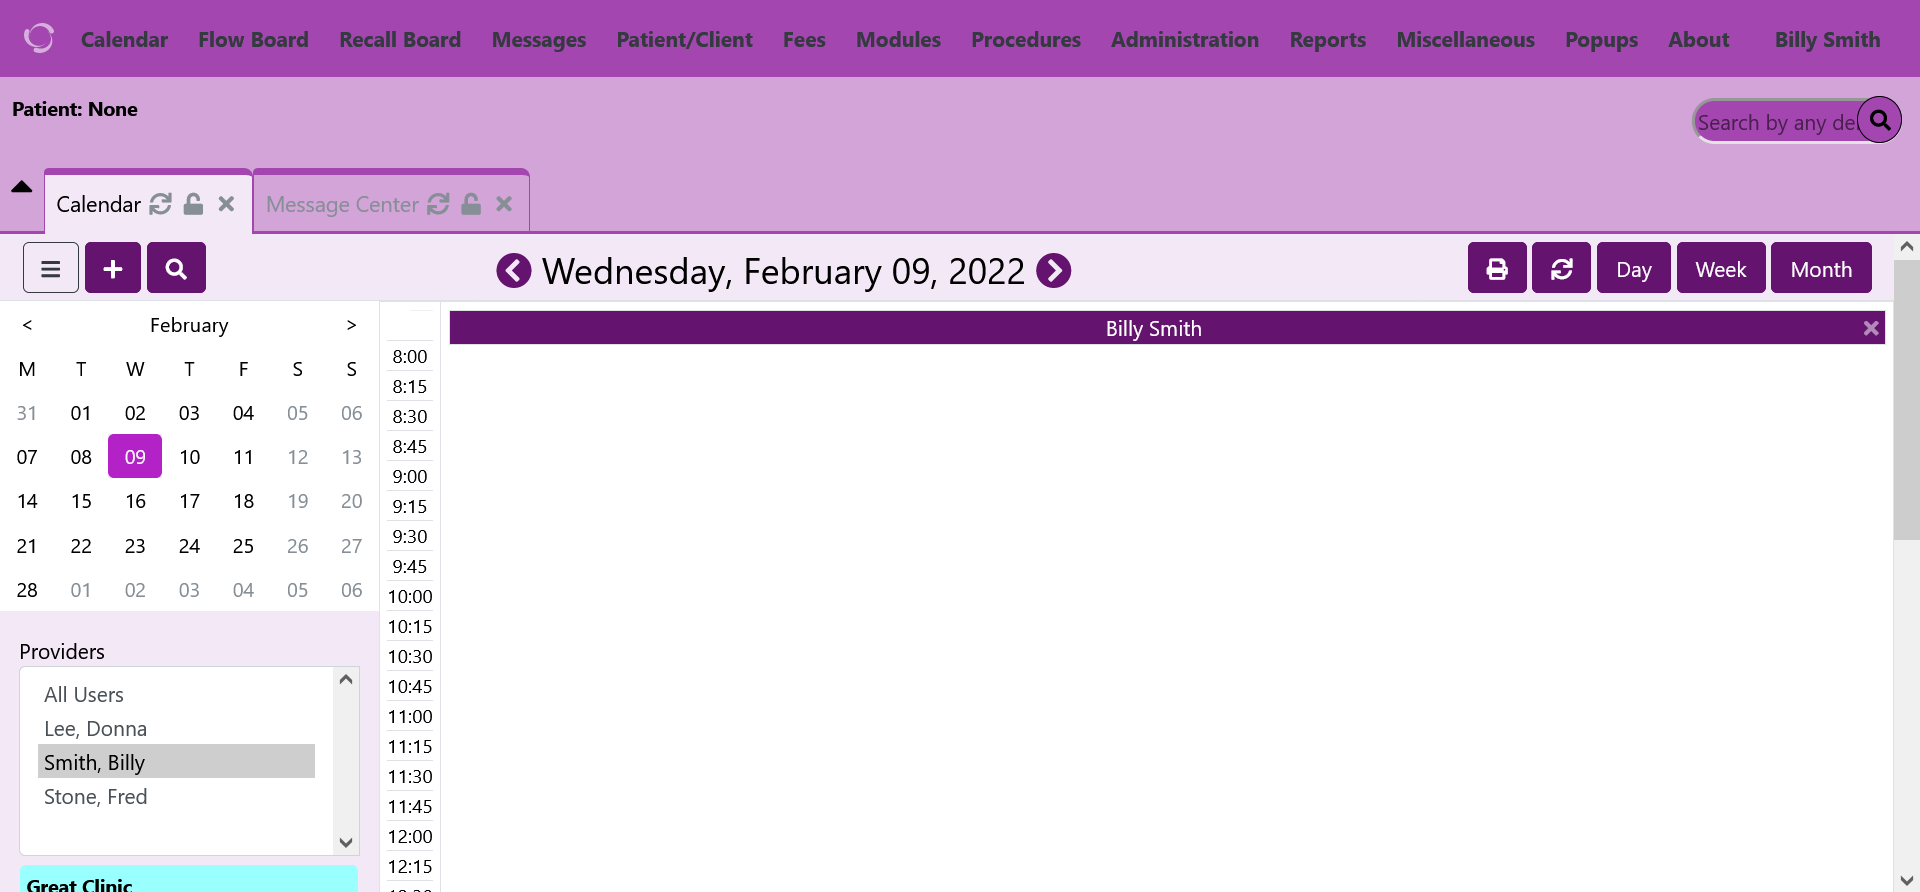 Calendar Flow Board Recall Board Messages Patient/Client Fees Modules Procedures Administration Reports Miscellaneous Popups About Billy Smith
Patient: None
Search by any de
Calendar Message Center
Wednesday, February 09, 2022
Day Week Month
< February >
M T W T F S S
31 01 02 03 04 05 06
07 08 09 10 11 12 13
14 15 16 17 18 19 20
21 22 23 24 25 26 27
28 01 02 03 04 05 06
Providers
All Users
Lee, Donna
Smith, Billy
Stone, Fred
Great Clinic
Billy Smith
8:00
8:15
8:30
8:45
9:00
9:15
9:30
9:45
10:00
10:15
10:30
10:45
11:00
11:15
11:30
11:45
12:00
12:15